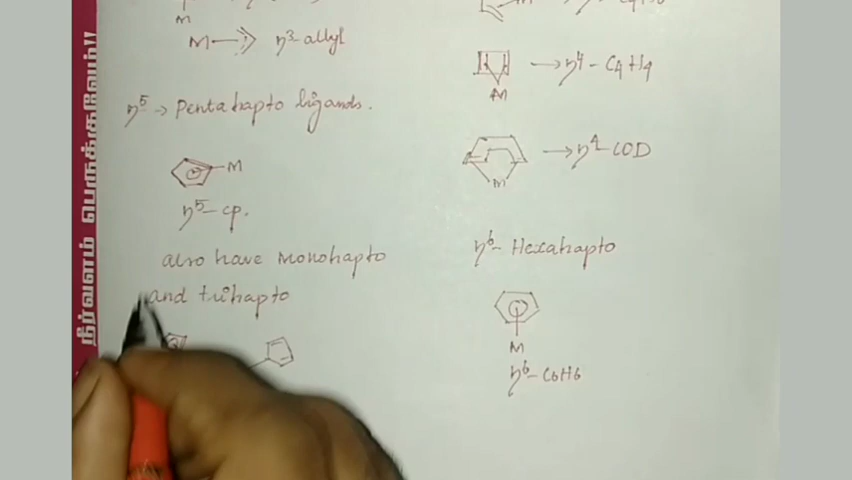 M
M → η³-allyl
η⁵ → Pentahapto ligands.
M
η⁵-cp.
also have Monohapto
and trihapto
→ η⁴-C₄H₄
M
→ η⁴-COD
M
η⁶- Hexahapto
M
η⁶-C₆H₆
நீர்வளம் பெருக்குவோம்!!